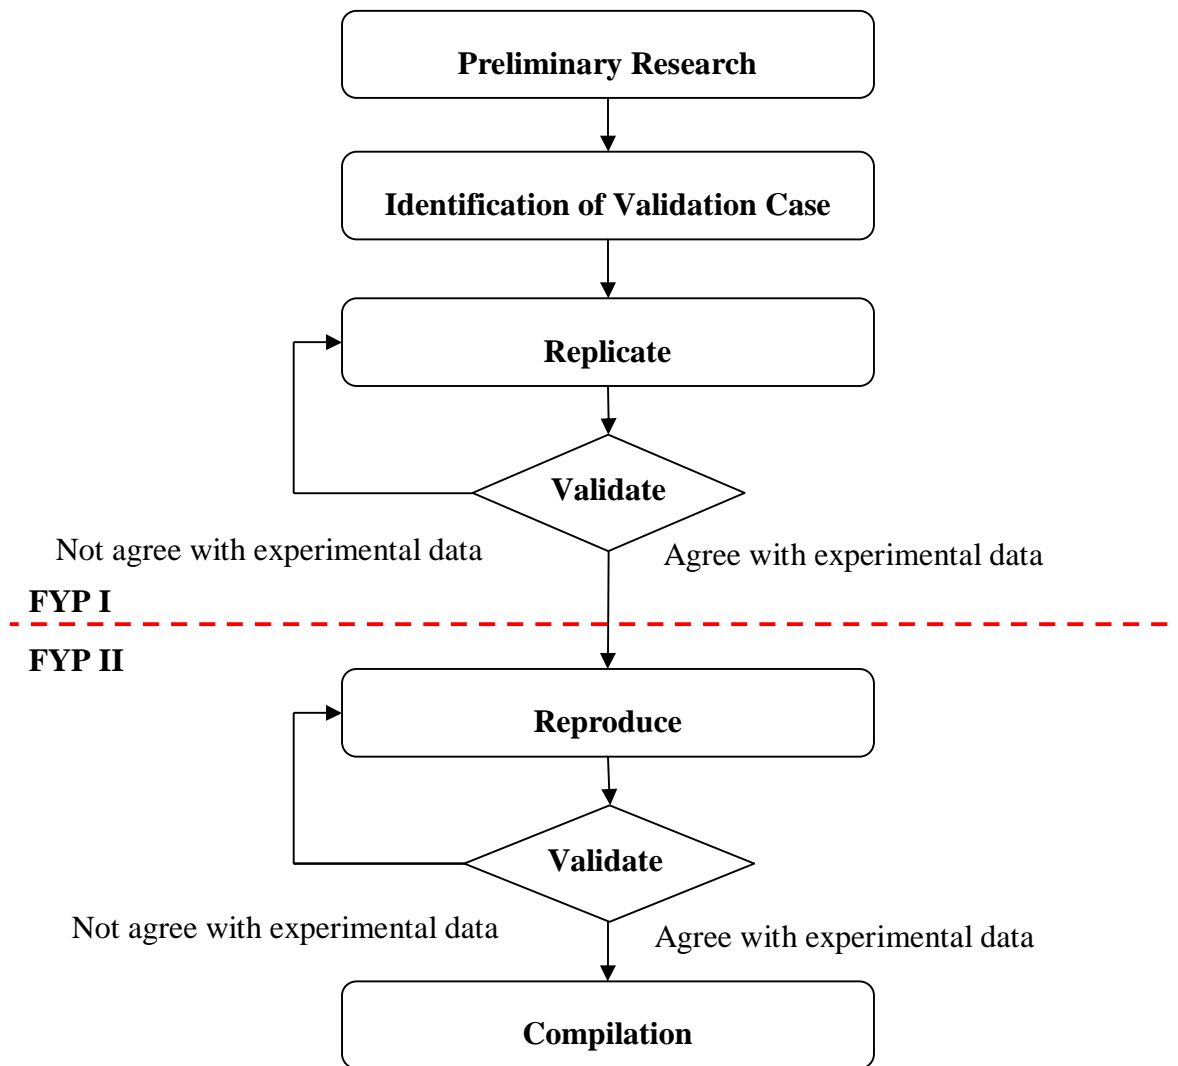 Preliminary Research
Identification of Validation Case
Replicate
Validate
Not agree with experimental data
Agree with experimental data
FYP I
FYP II
Reproduce
Validate
Not agree with experimental data
Agree with experimental data
Compilation